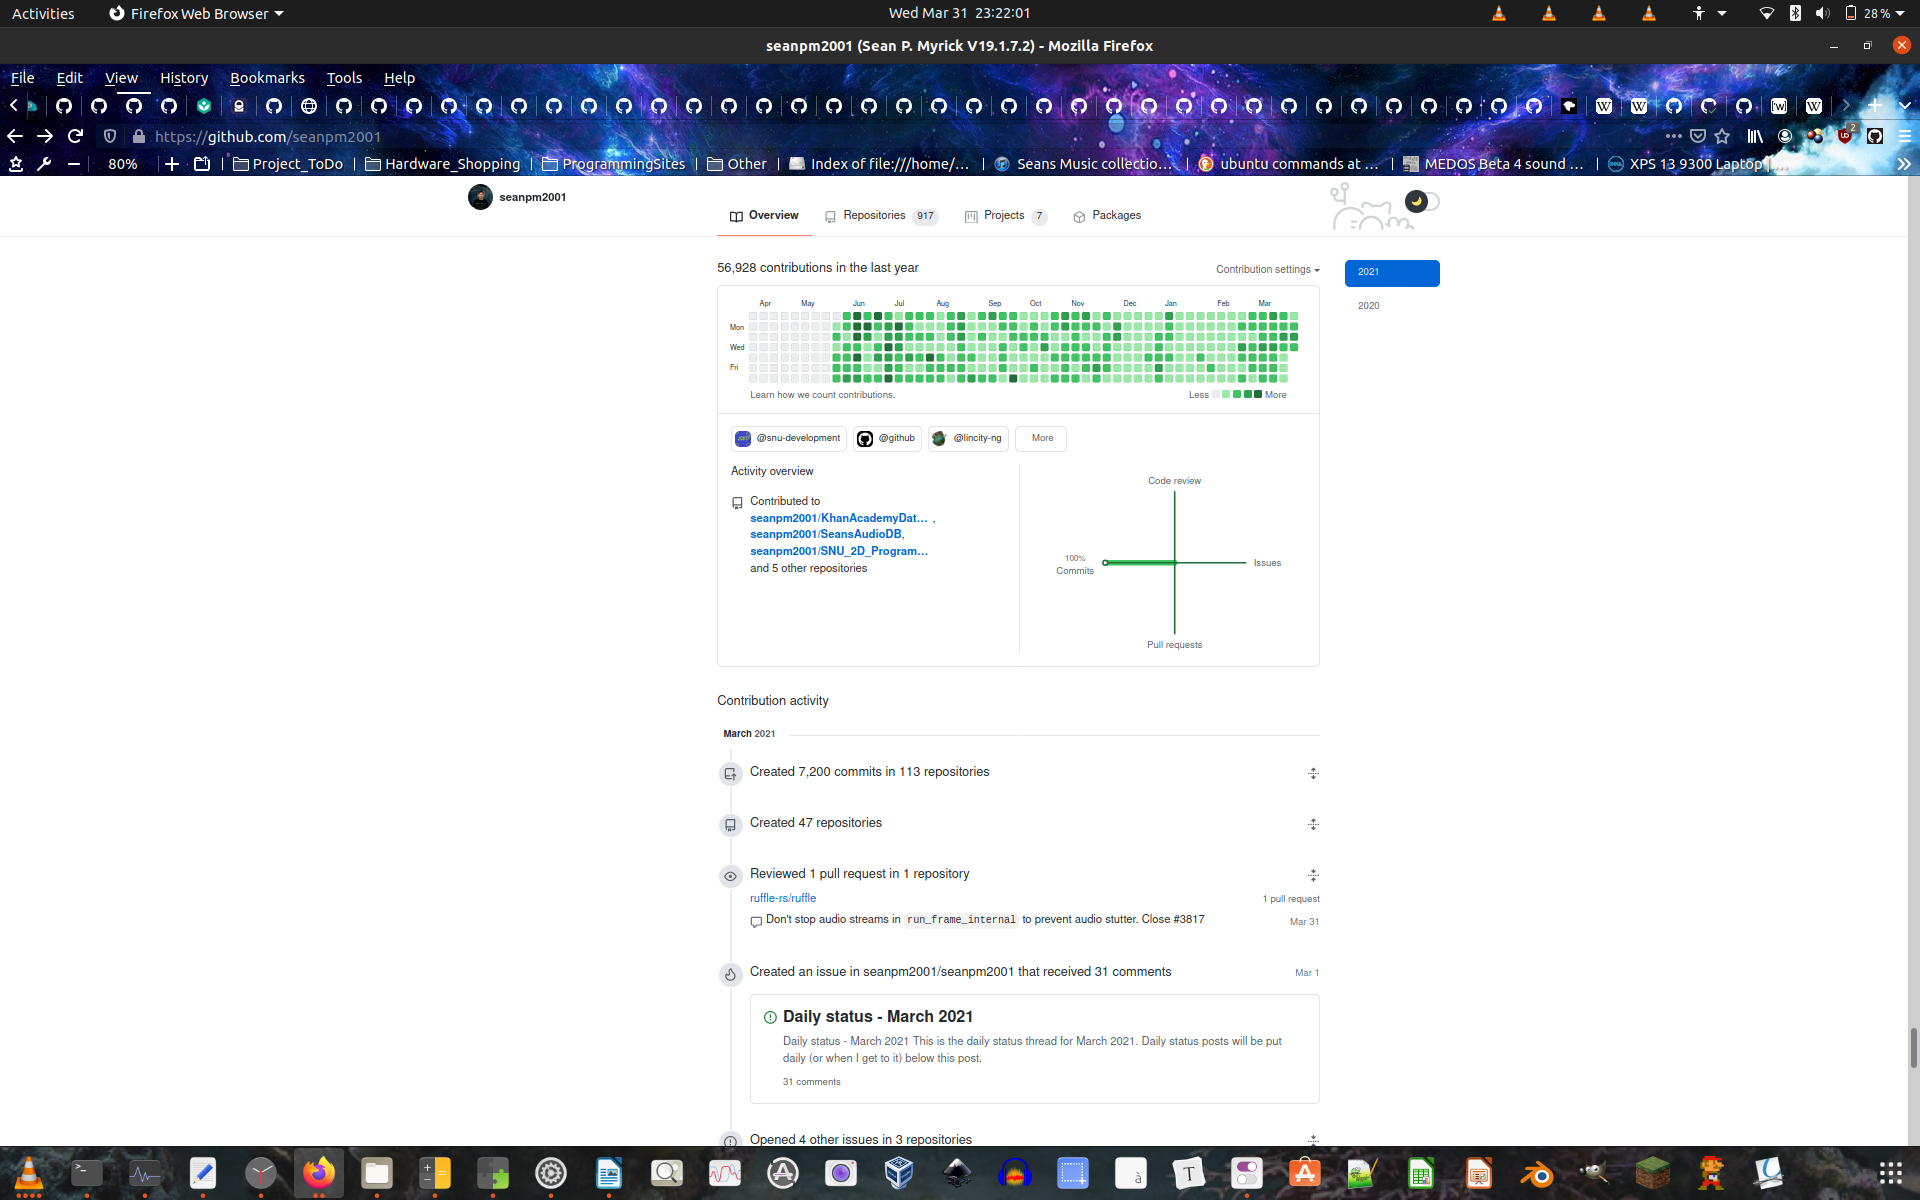 Activities
Firefox Web Browser
Wed Mar 31 23:22:01
28 %
seanpm2001 (Sean P. Myrick V19.1.7.2) - Mozilla Firefox
File Edit View History Bookmarks Tools Help
https://github.com/seanpm2001
2
80%
Project_ToDo
Hardware_Shopping
ProgrammingSites
Other
Index of file:///home/...
Seans Music collectio...
ubuntu commands at ...
MEDOS Beta 4 sound ...
XPS 13 9300 Laptop
seanpm2001
Overview
Repositories 917
Projects 7
Packages
56,928 contributions in the last year
Contribution settings
2021
2020
Apr May Jun Jul Aug Sep Oct Nov Dec Jan Feb Mar
Mon
Wed
Fri
Learn how we count contributions.
Less More
@snu-development
@github
@lincity-ng
More
Activity overview
Contributed to
seanpm2001/KhanAcademyDat... ,
seanpm2001/SeansAudioDB,
seanpm2001/SNU_2D_Program...
and 5 other repositories
Code review
100%
Commits
Issues
Pull requests
Contribution activity
March 2021
Created 7,200 commits in 113 repositories
Created 47 repositories
Reviewed 1 pull request in 1 repository
ruffle-rs/ruffle
1 pull request
Don't stop audio streams in run_frame_internal to prevent audio stutter. Close #3817
Mar 31
Created an issue in seanpm2001/seanpm2001 that received 31 comments
Mar 1
Daily status - March 2021
Daily status - March 2021 This is the daily status thread for March 2021. Daily status posts will be put
daily (or when I get to it) below this post.
31 comments
Opened 4 other issues in 3 repositories